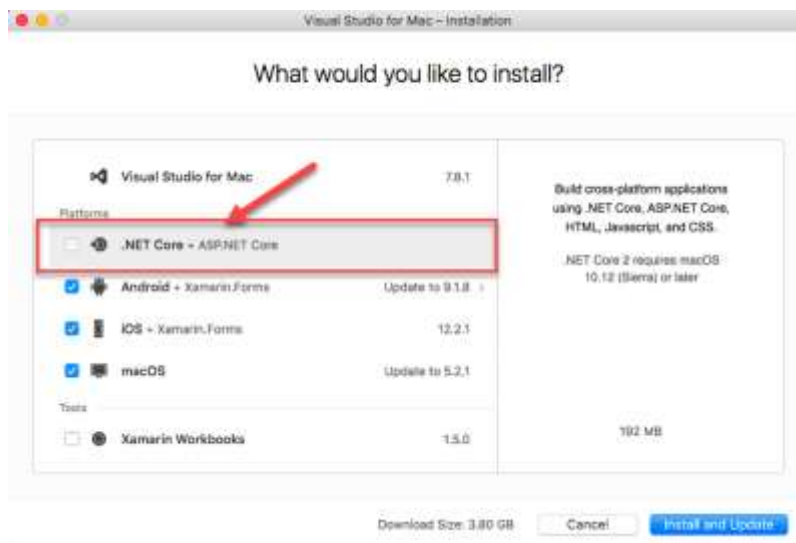 Visual Studio for Mac – Installation
What would you like to install?
Visual Studio for Mac 7.8.1
Platforms
.NET Core + ASP.NET Core
Android + Xamarin.Forms Update to 9.1.8 ›
iOS + Xamarin.Forms 12.2.1
macOS Update to 5.2.1
Tools
Xamarin Workbooks 1.5.0
Build cross-platform applications
using .NET Core, ASP.NET Core,
HTML, Javascript, and CSS.
.NET Core 2 requires macOS
10.12 (Sierra) or later
192 MB
Download Size: 3.80 GB Cancel Install and Update